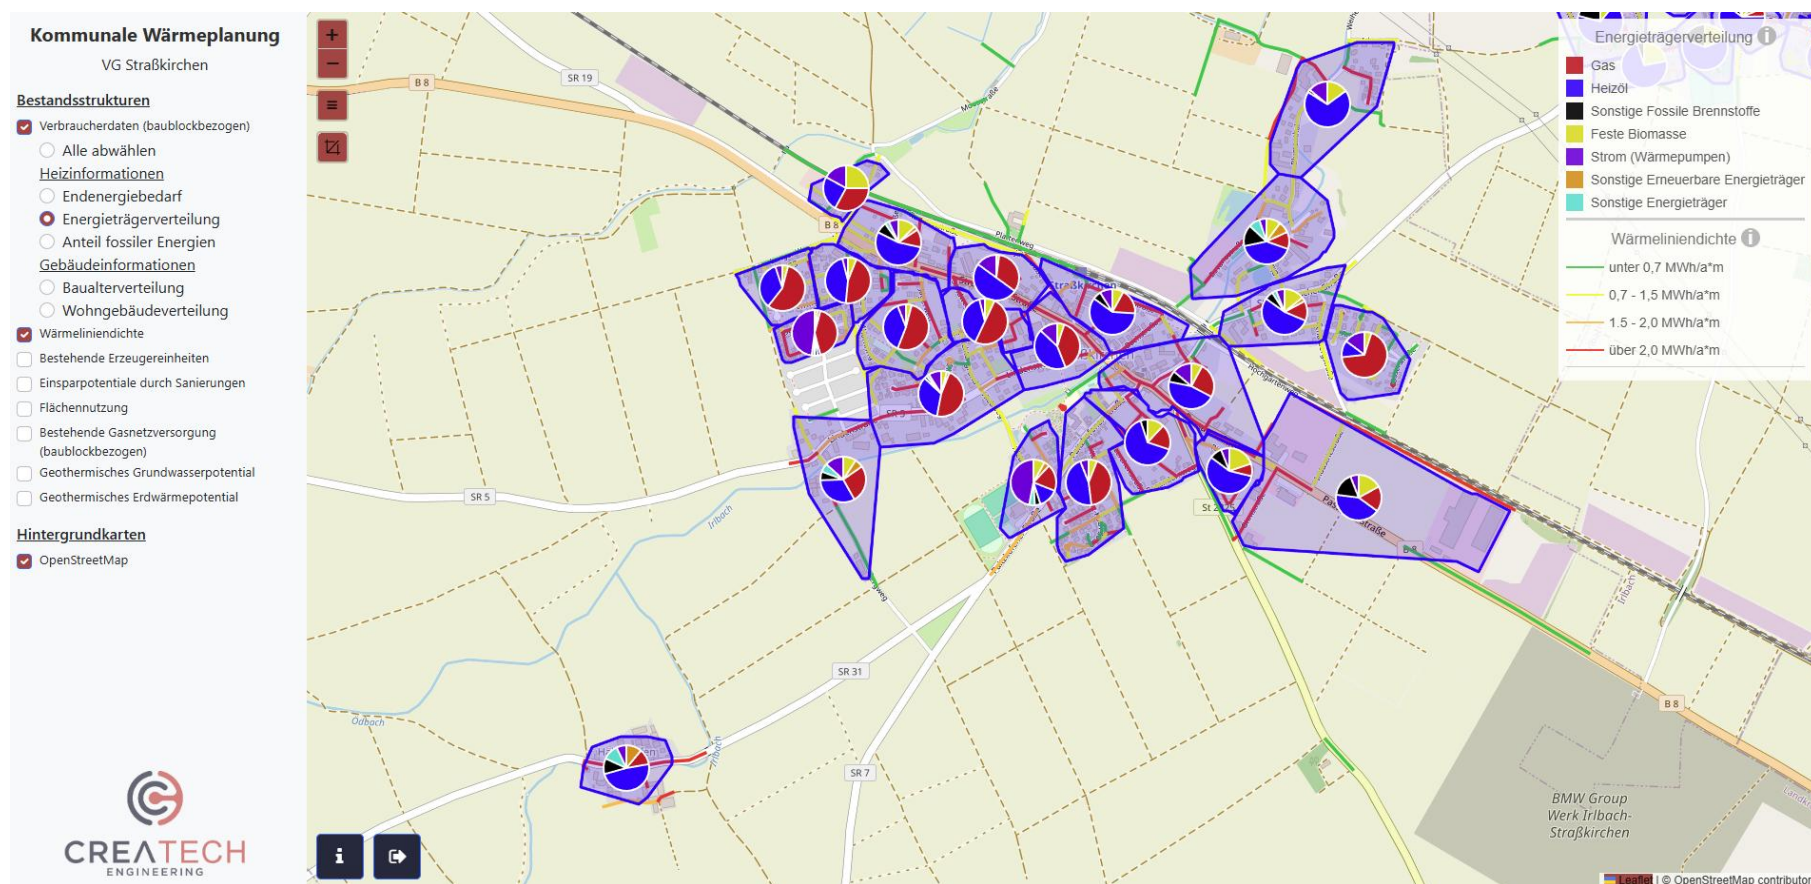 Kommunale Wärmeplanung
VG Straßkirchen
Bestandsstrukturen
Verbraucherdaten (baublockbezogen)
Alle abwählen
Heizinformationen
Endenergiebedarf
Energieträgerverteilung
Anteil fossiler Energien
Gebäudeinformationen
Baualterverteilung
Wohngebäudeverteilung
Wärmeliniendichte
Bestehende Erzeugereinheiten
Einsparpotentiale durch Sanierungen
Flächennutzung
Bestehende Gasnetzversorgung
(baublockbezogen)
Geothermisches Grundwasserpotential
Geothermisches Erdwärmepotential
Hintergrundkarten
OpenStreetMap
CREATECH
ENGINEERING
+
−
Energieträgerverteilung i
Gas
Heizöl
Sonstige Fossile Brennstoffe
Feste Biomasse
Strom (Wärmepumpen)
Sonstige Erneuerbare Energieträger
Sonstige Energieträger
Wärmeliniendichte i
unter 0,7 MWh/a*m
0,7 - 1,5 MWh/a*m
1.5 - 2,0 MWh/a*m
über 2,0 MWh/a*m
B 8
SR 19
B 8
SR 5
Irlbach
SR 31
SR 7
Ödbach
Irlbach
B 8
B 8
Irlbach
BMW Group
Werk Irlbach-
Straßkirchen
i
Leaflet | © OpenStreetMap contributor